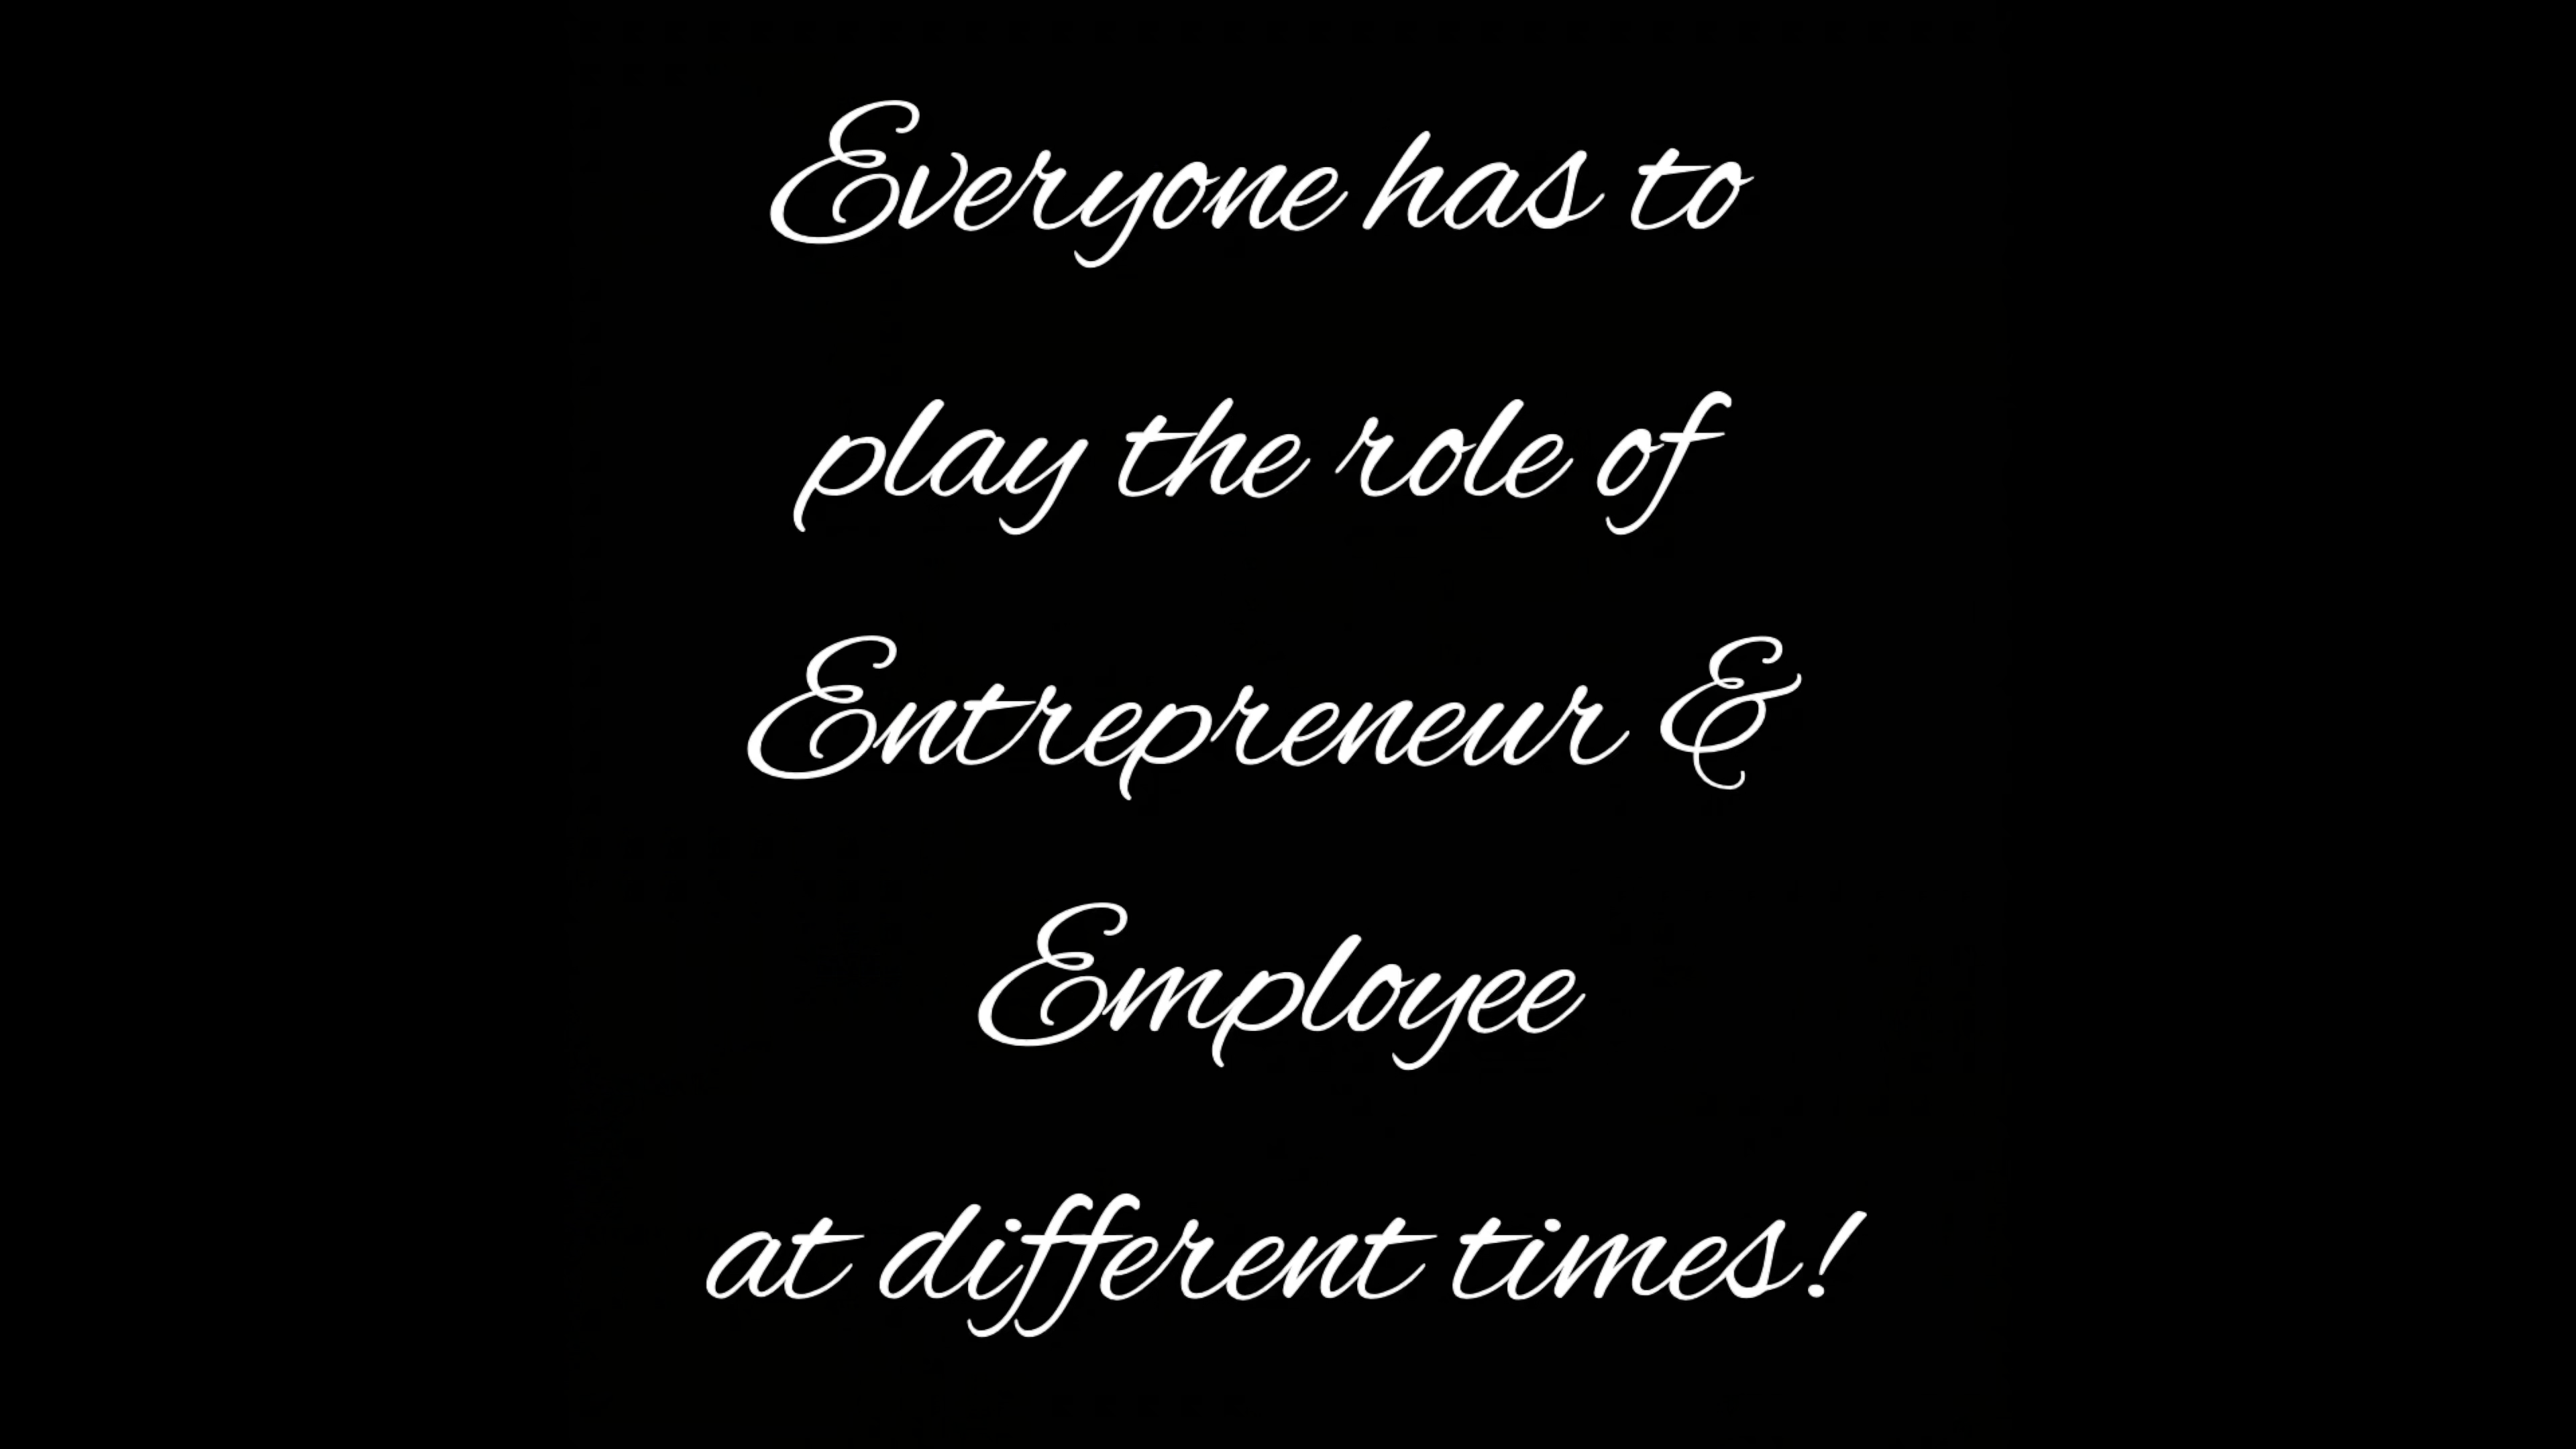 Everyone has to
play the role of
Entrepreneur &
Employee
at different times!